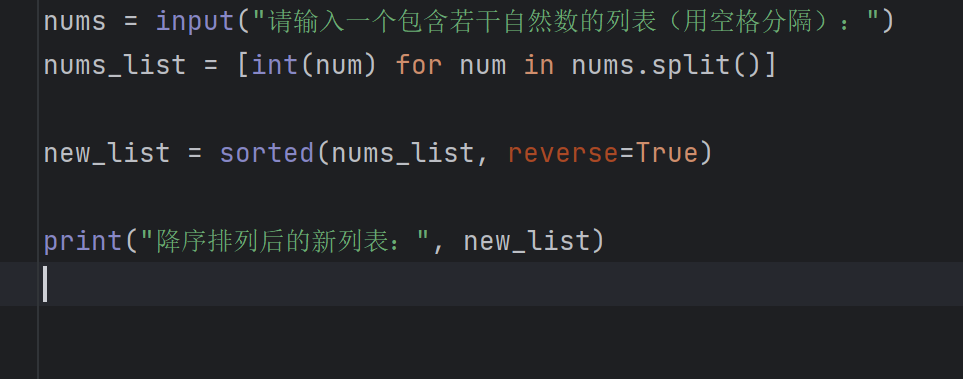 nums = input("请输入一个包含若干自然数的列表（用空格分隔）：")
nums_list = [int(num) for num in nums.split()]
new_list = sorted(nums_list, reverse=True)
print("降序排列后的新列表：", new_list)